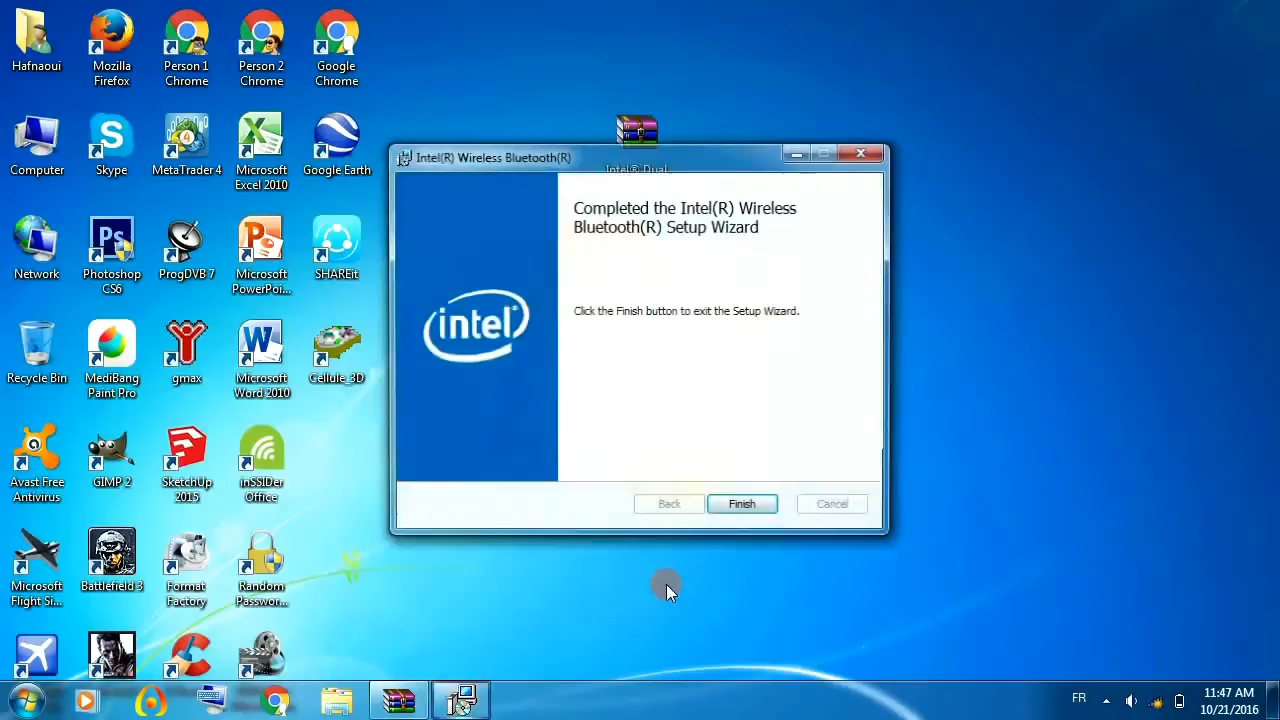 Hafnaoui
Mozilla
Firefox
Person 1
Chrome
Person 2
Chrome
Google
Chrome
Computer
Skype
MetaTrader 4
Microsoft
Excel 2010
Google Earth
Network
Photoshop
CS6
ProgDVB 7
Microsoft
PowerPoi...
SHAREit
Recycle Bin
MediBang
Paint Pro
gmax
Microsoft
Word 2010
Cellule_3D
Avast Free
Antivirus
GIMP 2
SketchUp
2015
inSSIDer
Office
Microsoft
Flight Si...
Battlefield 3
Format
Factory
Random
Passwor...
Intel® Dual
Intel(R) Wireless Bluetooth(R)
Completed the Intel(R) Wireless
Bluetooth(R) Setup Wizard
Click the Finish button to exit the Setup Wizard.
intel®
Back
Finish
Cancel
FR
11:47 AM
10/21/2016